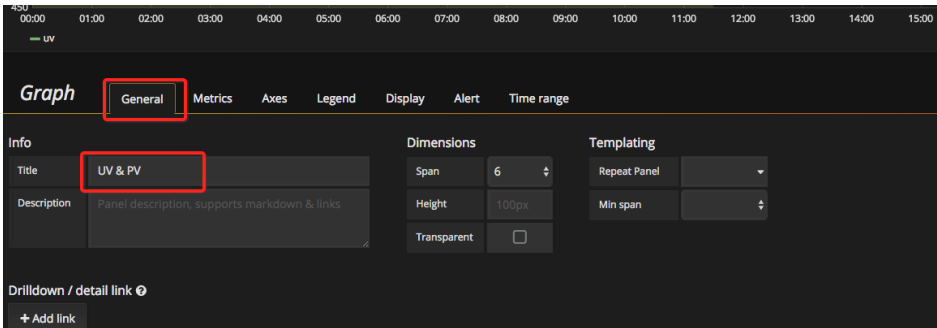 450
00:00 01:00 02:00 03:00 04:00 05:00 06:00 07:00 08:00 09:00 10:00 11:00 12:00 13:00 14:00 15:00
UV
Graph General Metrics Axes Legend Display Alert Time range
Info Dimensions Templating
Title UV & PV Span 6 Repeat Panel
Description Panel description, supports markdown & links Height 100px Min span
Transparent
Drilldown / detail link
+ Add link